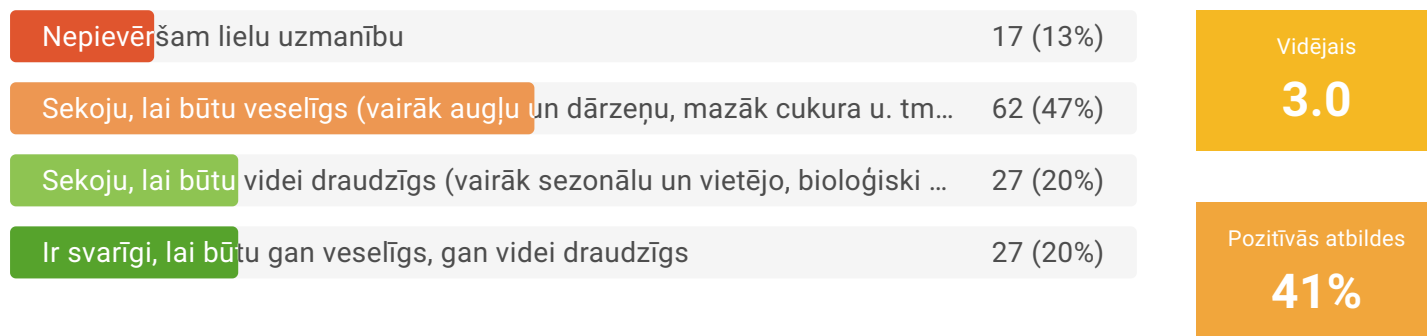 Nepievēršam lielu uzmanību 17 (13%)
Sekoju, lai būtu veselīgs (vairāk augļu un dārzeņu, mazāk cukura u. tm... 62 (47%)
Sekoju, lai būtu videi draudzīgs (vairāk sezonālu un vietējo, bioloģiski ... 27 (20%)
Ir svarīgi, lai būtu gan veselīgs, gan videi draudzīgs 27 (20%)
Vidējais
3.0
Pozitīvās atbildes
41%